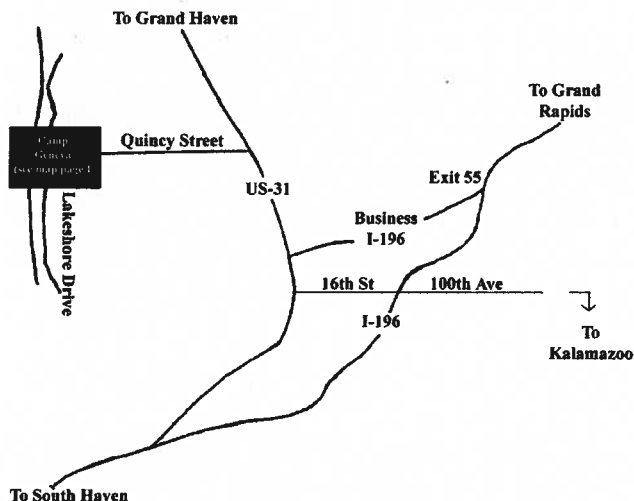 To Grand Haven
To Grand
Rapids
Camp
Geneva
(see map page)
Quincy Street
Exit 55
US-31
Business
I-196
Lakeshore Drive
16th St
100th Ave
I-196
To
Kalamazoo
To South Haven